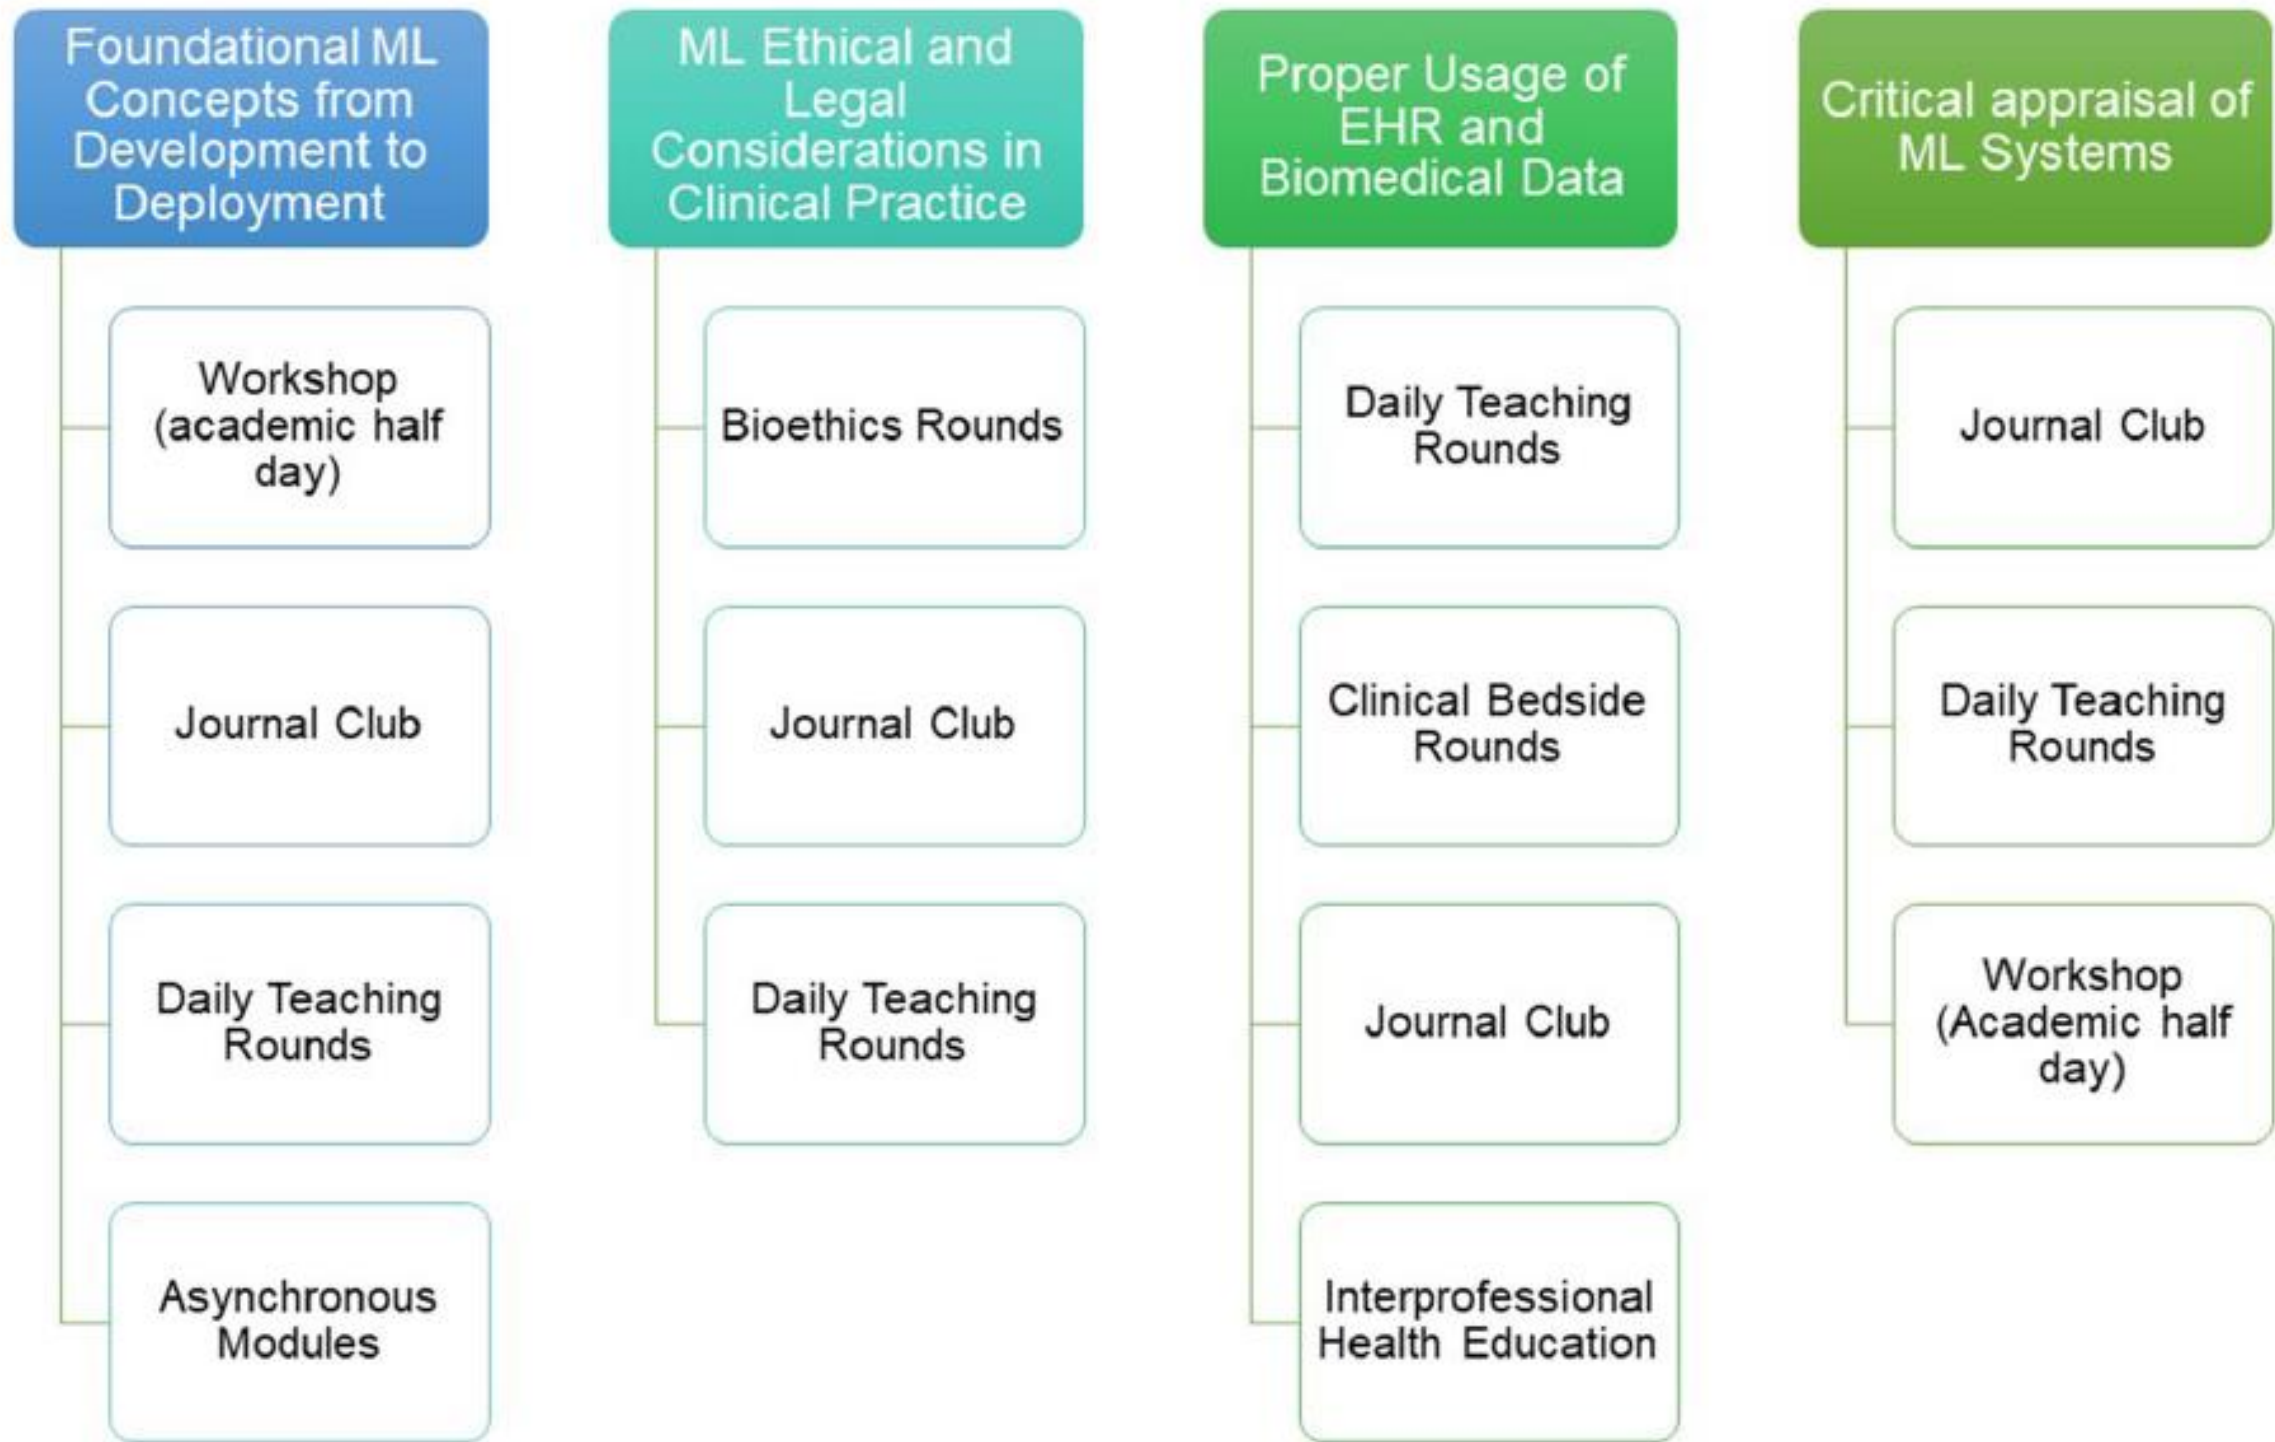 Foundational ML
Concepts from
Development to
Deployment
Workshop
(academic half
day)
Journal Club
Daily Teaching
Rounds
Asynchronous
Modules
ML Ethical and
Legal
Considerations in
Clinical Practice
Bioethics Rounds
Journal Club
Daily Teaching
Rounds
Proper Usage of
EHR and
Biomedical Data
Daily Teaching
Rounds
Clinical Bedside
Rounds
Journal Club
Interprofessional
Health Education
Critical appraisal of
ML Systems
Journal Club
Daily Teaching
Rounds
Workshop
(Academic half
day)